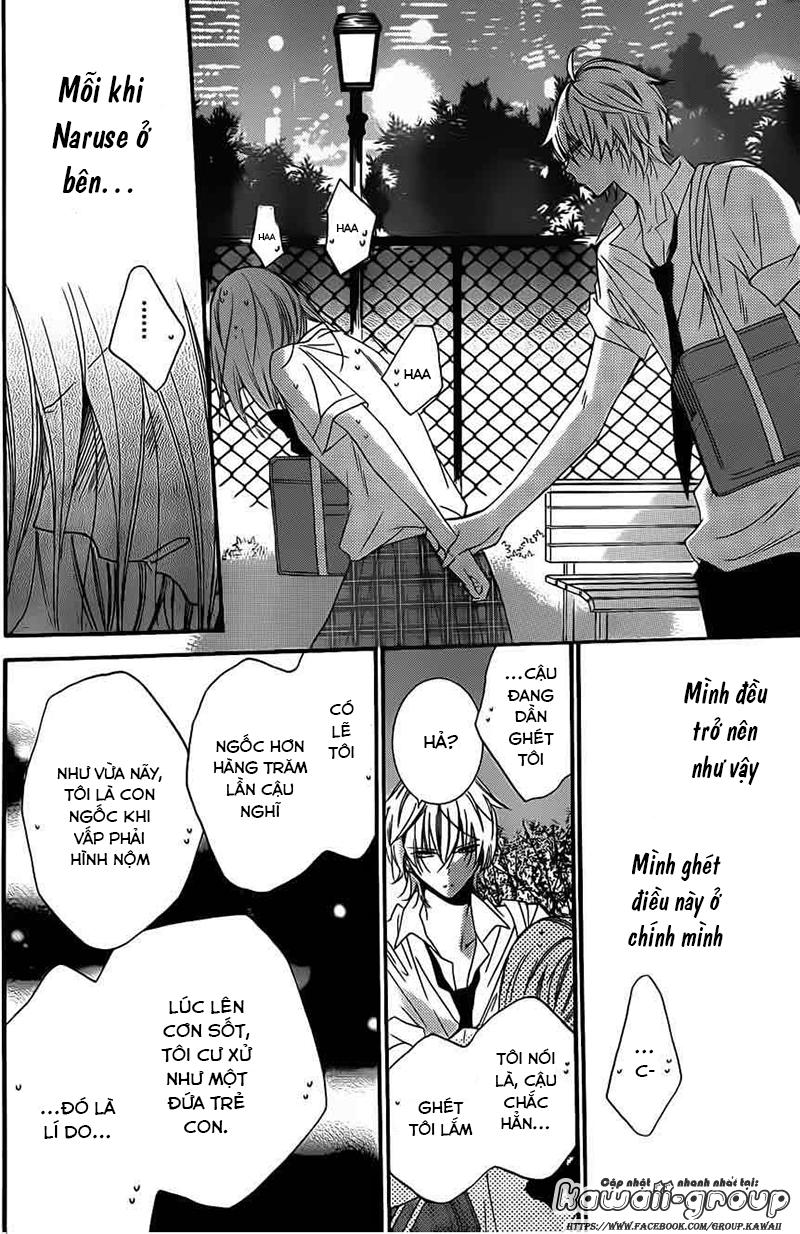 HAA
HAA
HAA
Mỗi khi
Naruse ở
bên...
......
Mình đều
trở nên
như vậy
Mình ghét
điều này ở
chính mình
...
C-
...CẬU
ĐANG
DẦN
GHÉT TÔI
HẢ?
TÔI NÓI
LÀ, CẬU
CHẮC
HẲN...
GHÉT
TÔI LẮM
CÓ
LẼ
TÔI
NGỐC HƠN
HÀNG TRĂM
LẦN CẬU
NGHĨ
NHƯ VỪA NÃY,
TÔI LÀ CON
NGỐC KHI
VẤP PHẢI
HÌNH NỘM
LÚC LÊN
CƠN SỐT,
TÔI CƯ XỬ
NHƯ MỘT
ĐỨA TRẺ
CON.
...ĐÓ LÀ
LÍ DO...
Cập nhật nhanh nhất tại:
kawaii-group
HTTPS://WWW.FACEBOOK.COM/GROUP.KAWAII